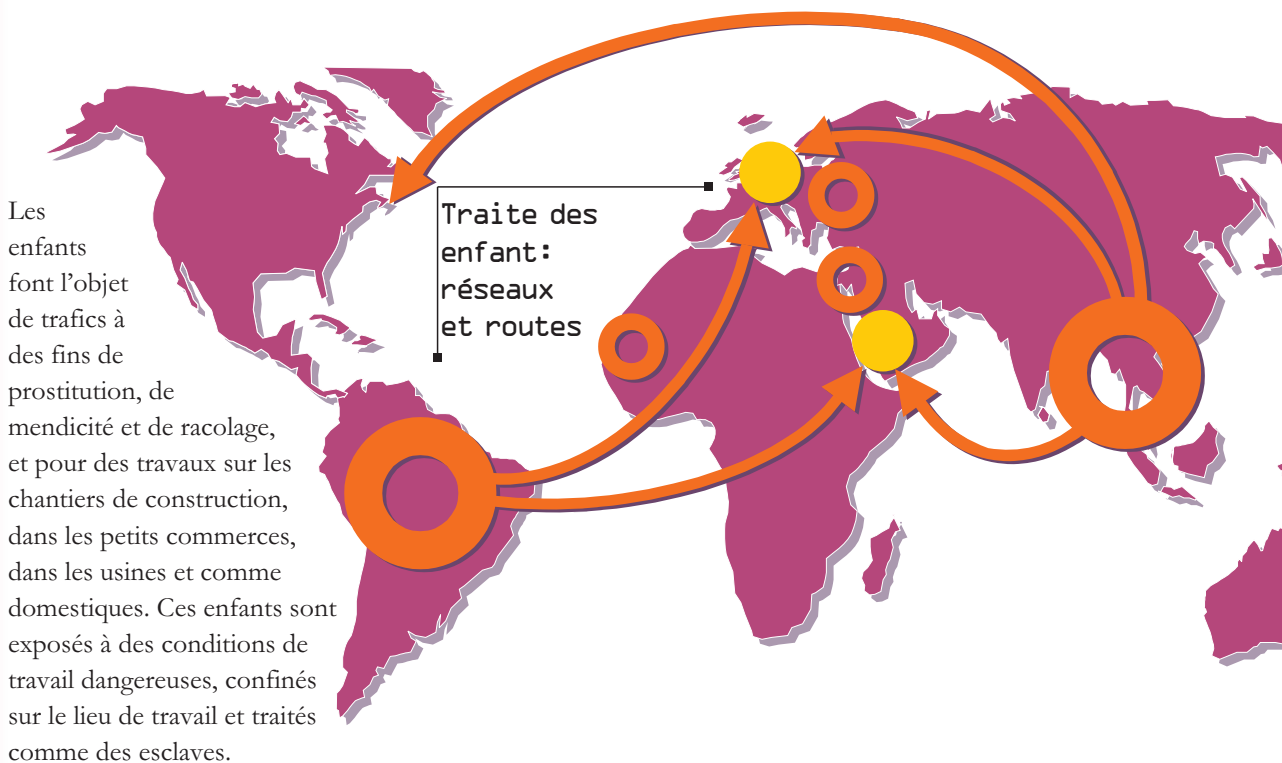 Traite des
enfant:
réseaux
et routes
Les
enfants
font l’objet
de trafics à
des fins de
prostitution, de
mendicité et de racolage,
et pour des travaux sur les
chantiers de construction,
dans les petits commerces,
dans les usines et comme
domestiques. Ces enfants sont
exposés à des conditions de
travail dangereuses, confinés
sur le lieu de travail et traités
comme des esclaves.